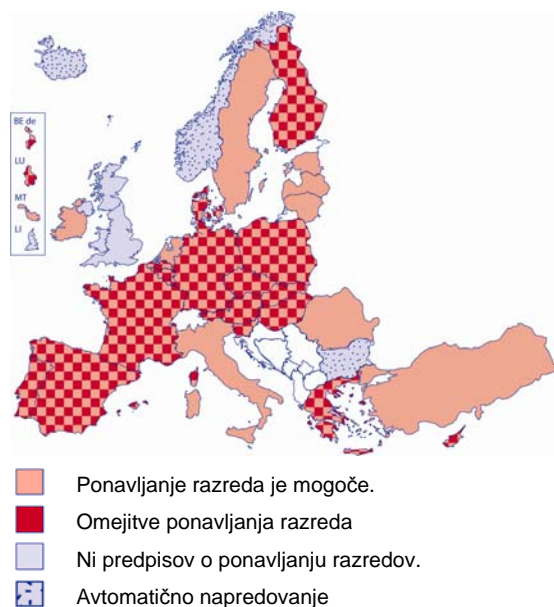 BE de
LU
MT
LI
Ponavljanje razreda je mogoče.
Omejitve ponavljanja razreda
Ni predpisov o ponavljanju razredov.
Avtomatično napredovanje